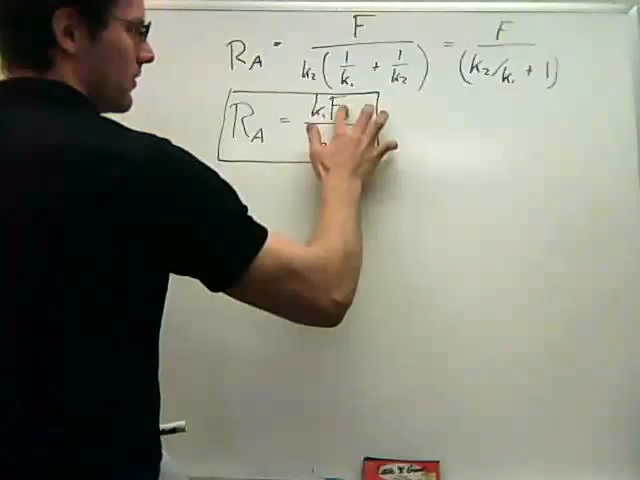 R_A = F / k₂(1/k₁ + 1/k₂) = F / (k₂/k₁ + 1)
R_A = k₁F